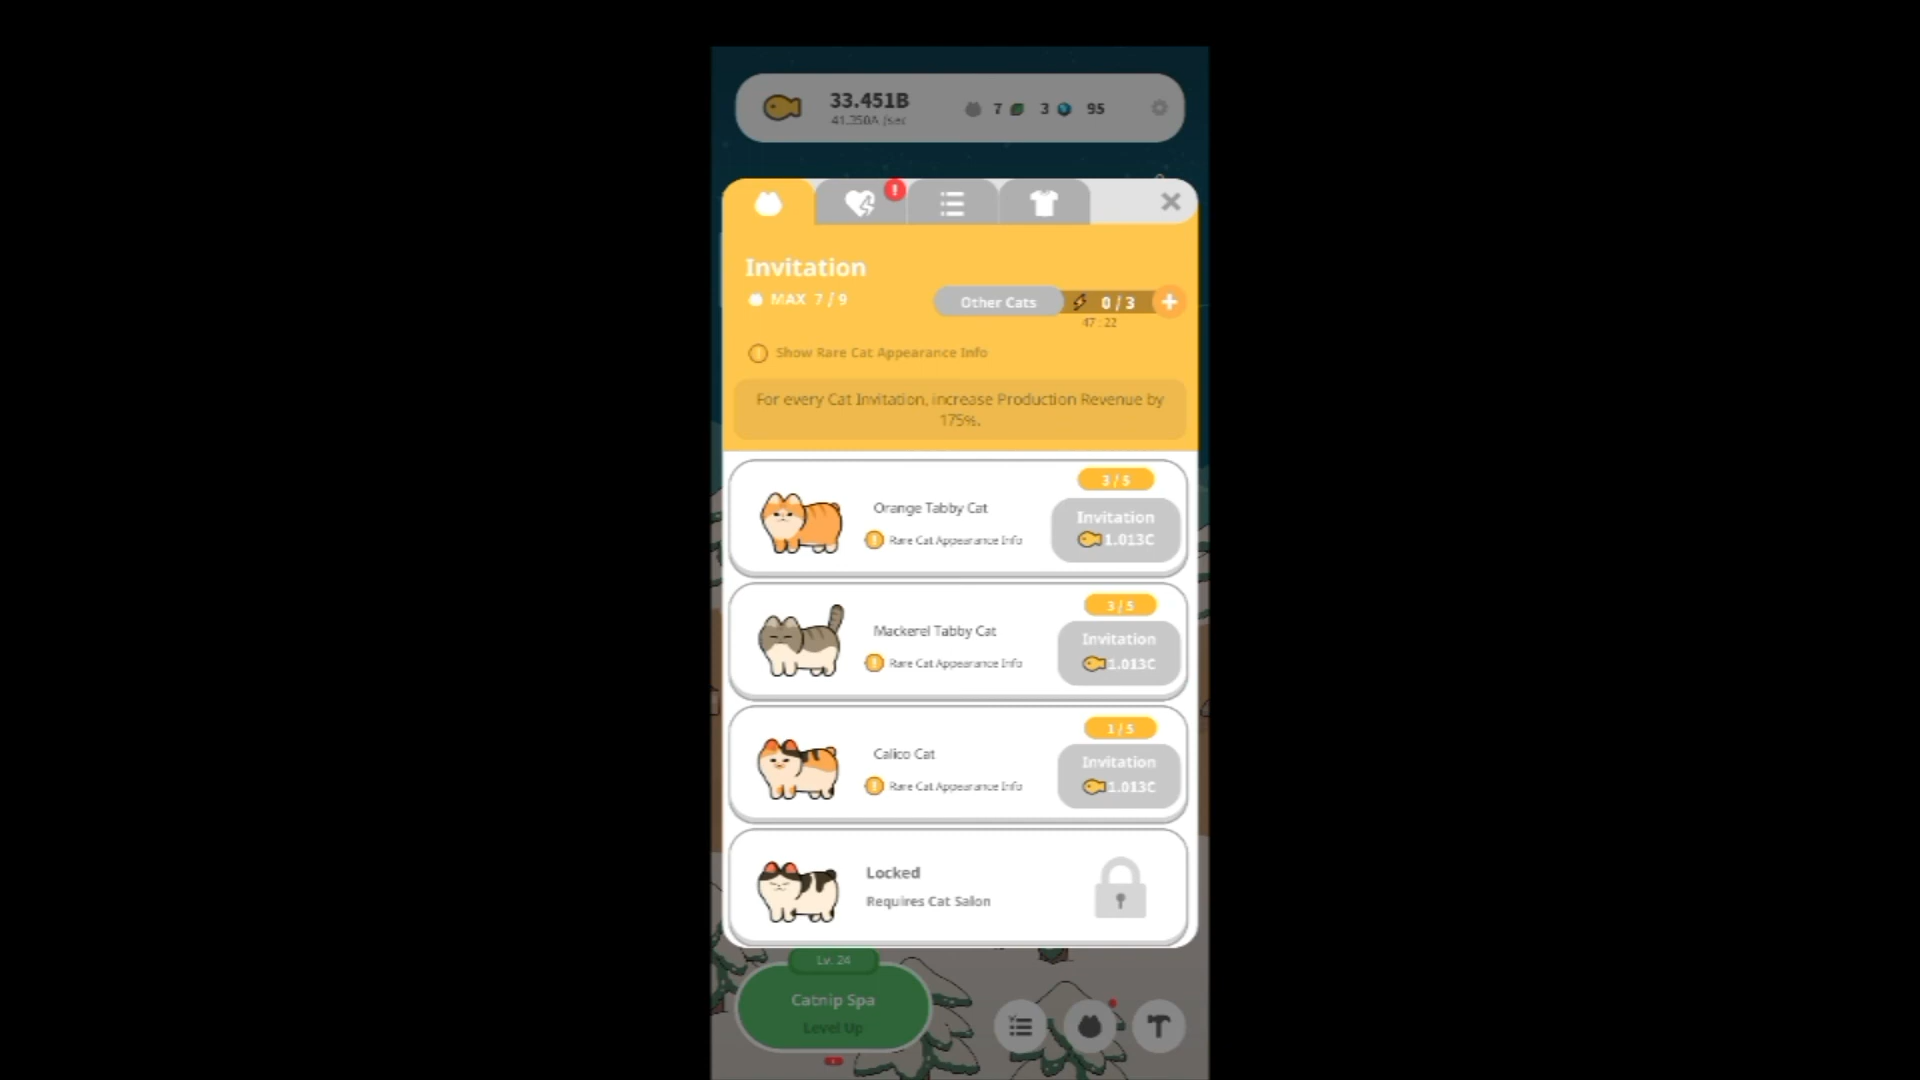 33.451B
41.250A /sec
7
3
95
!
Invitation
MAX 7 / 9
Other Cats
0 / 3
47 : 22
Show Rare Cat Appearance Info
For every Cat Invitation, increase Production Revenue by
175%.
3 / 5
Orange Tabby Cat
Rare Cat Appearance Info
Invitation
1.013C
3 / 5
Mackerel Tabby Cat
Rare Cat Appearance Info
Invitation
1.013C
1 / 5
Calico Cat
Rare Cat Appearance Info
Invitation
1.013C
Locked
Requires Cat Salon
Lv. 24
Catnip Spa
Level Up